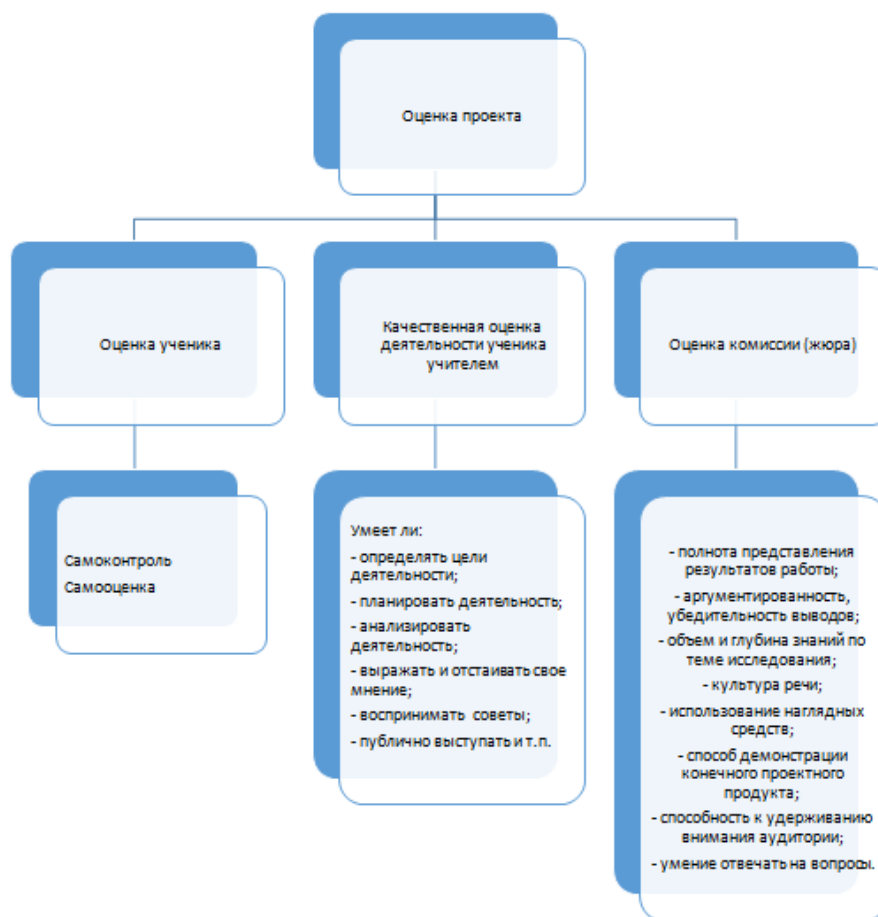 Оценка проекта
Оценка ученика
Качественная оценка
деятельности ученика
учителем
Оценка комиссии (жюра)
Самоконтроль
Самооценка
Умеет ли:
- определять цели
деятельности;
- планировать деятельность;
- анализировать
деятельность;
- выражать и отстаивать свое
мнение;
- воспринимать советы;
- публично выступать и т.п.
- полнота представления
результатов работы;
- аргументированность,
убедительность выводов;
- объем и глубина знаний по
теме исследования;
- культура речи;
- использование наглядных
средств;
- способ демонстрации
конечного проектного
продукта;
- способность к удерживанию
внимания аудитории;
- умение отвечать на вопросы.